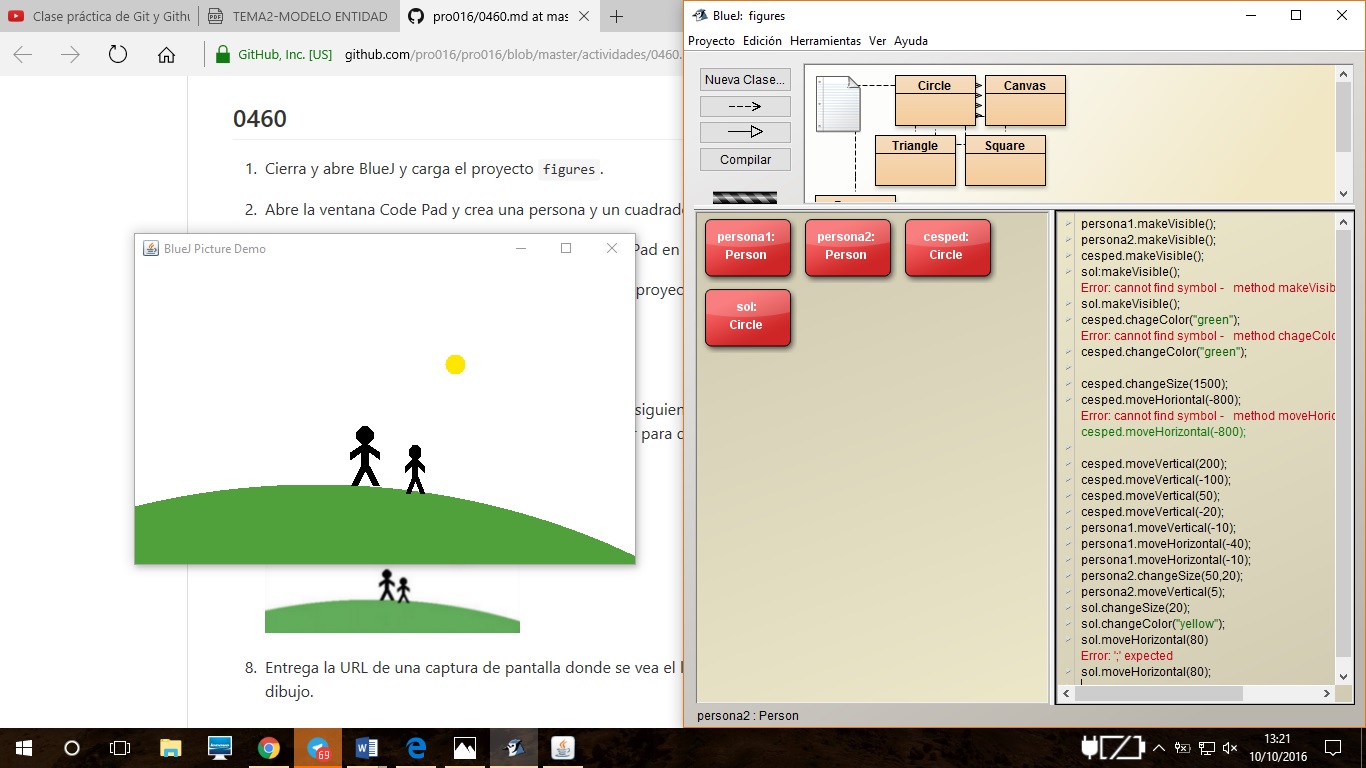 Clase práctica de Git y Githu
TEMA2-MODELO ENTIDAD
pro016/0460.md at mas
GitHub, Inc. [US]
github.com/pro016/pro016/blob/master/actividades/0460.
0460
1. Cierra y abre BlueJ y carga el proyecto figures.
2. Abre la ventana Code Pad y crea una persona y un cuadrado
Pad en
proyec
siguien
r para c
BlueJ Picture Demo
8. Entrega la URL de una captura de pantalla donde se vea el l
dibujo.
BlueJ: figures
Proyecto Edición Herramientas Ver Ayuda
Nueva Clase...
Compilar
Circle
Canvas
Triangle
Square
persona1:
Person
persona2:
Person
cesped:
Circle
sol:
Circle
persona1.makeVisible();
persona2.makeVisible();
cesped.makeVisible();
sol:makeVisible();
Error: cannot find symbol - method makeVisib
sol.makeVisible();
cesped.chageColor("green");
Error: cannot find symbol - method chageColo
cesped.changeColor("green");
cesped.changeSize(1500);
cesped.moveHoriontal(-800);
Error: cannot find symbol - method moveHorio
cesped.moveHorizontal(-800);
cesped.moveVertical(200);
cesped.moveVertical(-100);
cesped.moveVertical(50);
cesped.moveVertical(-20);
persona1.moveVertical(-10);
persona1.moveHorizontal(-40);
persona1.moveHorizontal(-10);
persona2.changeSize(50,20);
persona2.moveVertical(5);
sol.changeSize(20);
sol.changeColor("yellow");
sol.moveHorizontal(80)
Error: ';' expected
sol.moveHorizontal(80);
persona2 : Person
69
13:21
10/10/2016